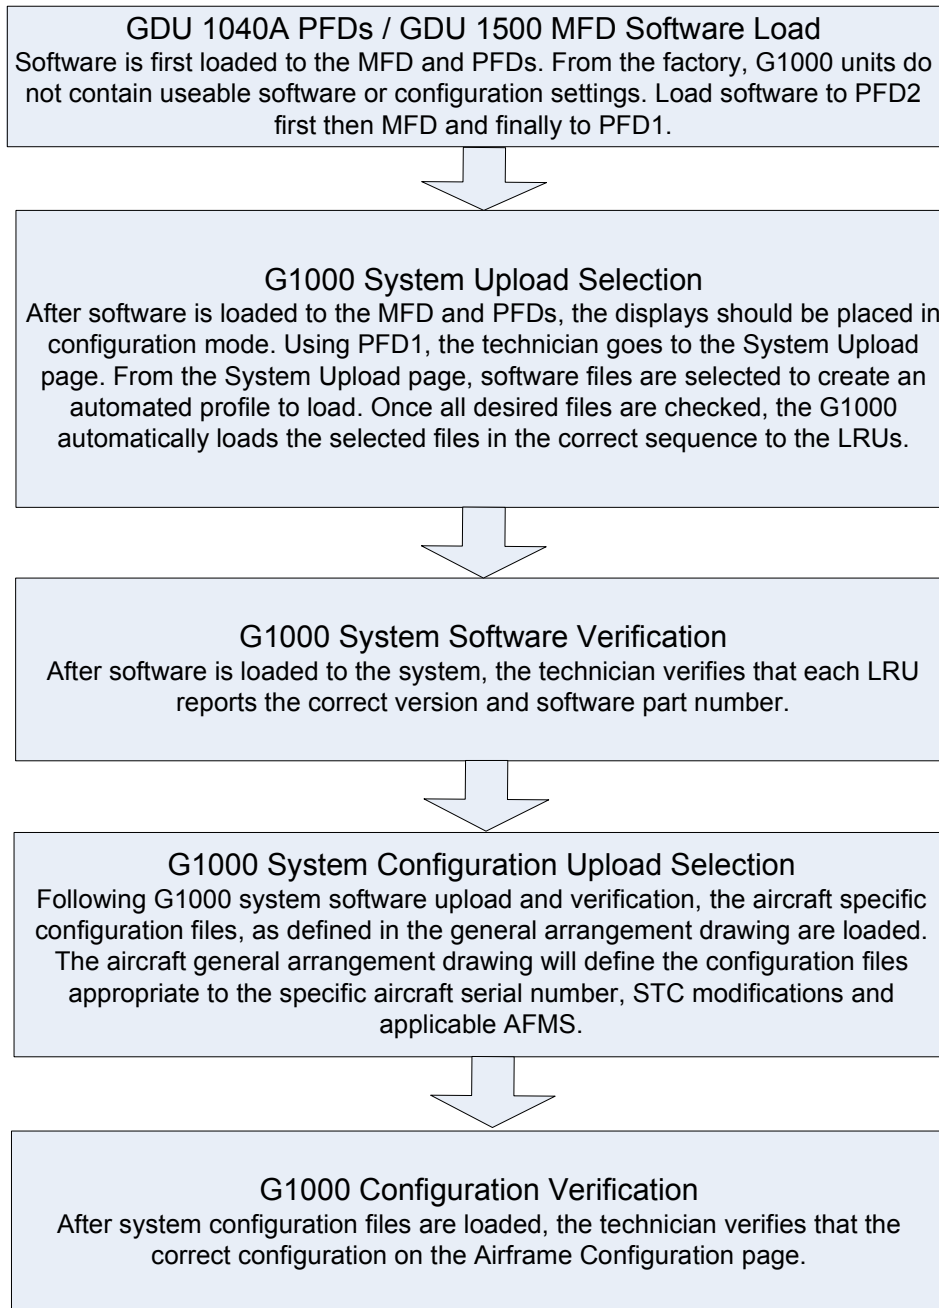 GDU 1040A PFDs / GDU 1500 MFD Software Load
Software is first loaded to the MFD and PFDs. From the factory, G1000 units do
not contain useable software or configuration settings. Load software to PFD2
first then MFD and finally to PFD1.
G1000 System Upload Selection
After software is loaded to the MFD and PFDs, the displays should be placed in
configuration mode. Using PFD1, the technician goes to the System Upload
page. From the System Upload page, software files are selected to create an
automated profile to load. Once all desired files are checked, the G1000
automatically loads the selected files in the correct sequence to the LRUs.
G1000 System Software Verification
After software is loaded to the system, the technician verifies that each LRU
reports the correct version and software part number.
G1000 System Configuration Upload Selection
Following G1000 system software upload and verification, the aircraft specific
configuration files, as defined in the general arrangement drawing are loaded.
The aircraft general arrangement drawing will define the configuration files
appropriate to the specific aircraft serial number, STC modifications and
applicable AFMS.
G1000 Configuration Verification
After system configuration files are loaded, the technician verifies that the
correct configuration on the Airframe Configuration page.